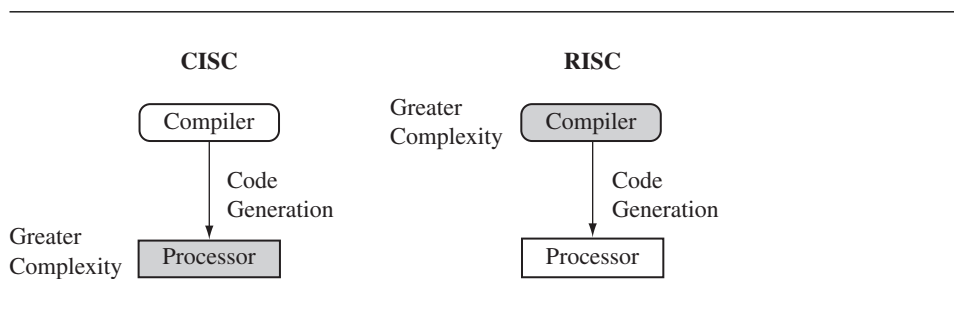 CISC
Compiler
Code
Generation
Greater
Complexity
Processor
RISC
Greater
Complexity
Compiler
Code
Generation
Processor